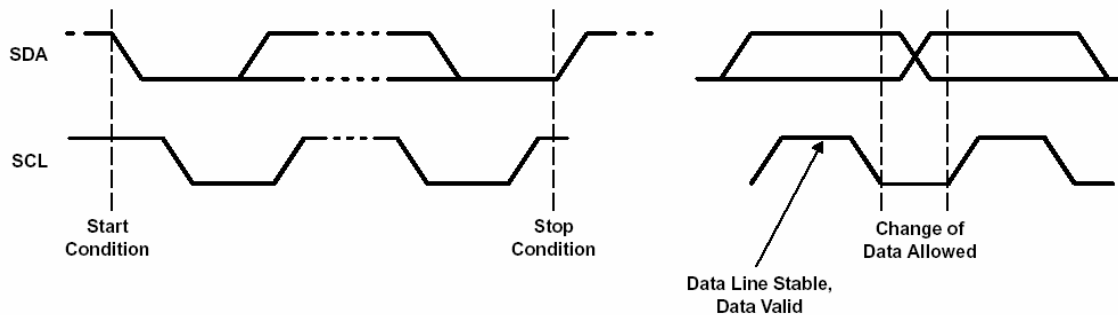 SDA
SCL
Start
Condition
Stop
Condition
Change of
Data Allowed
Data Line Stable,
Data Valid